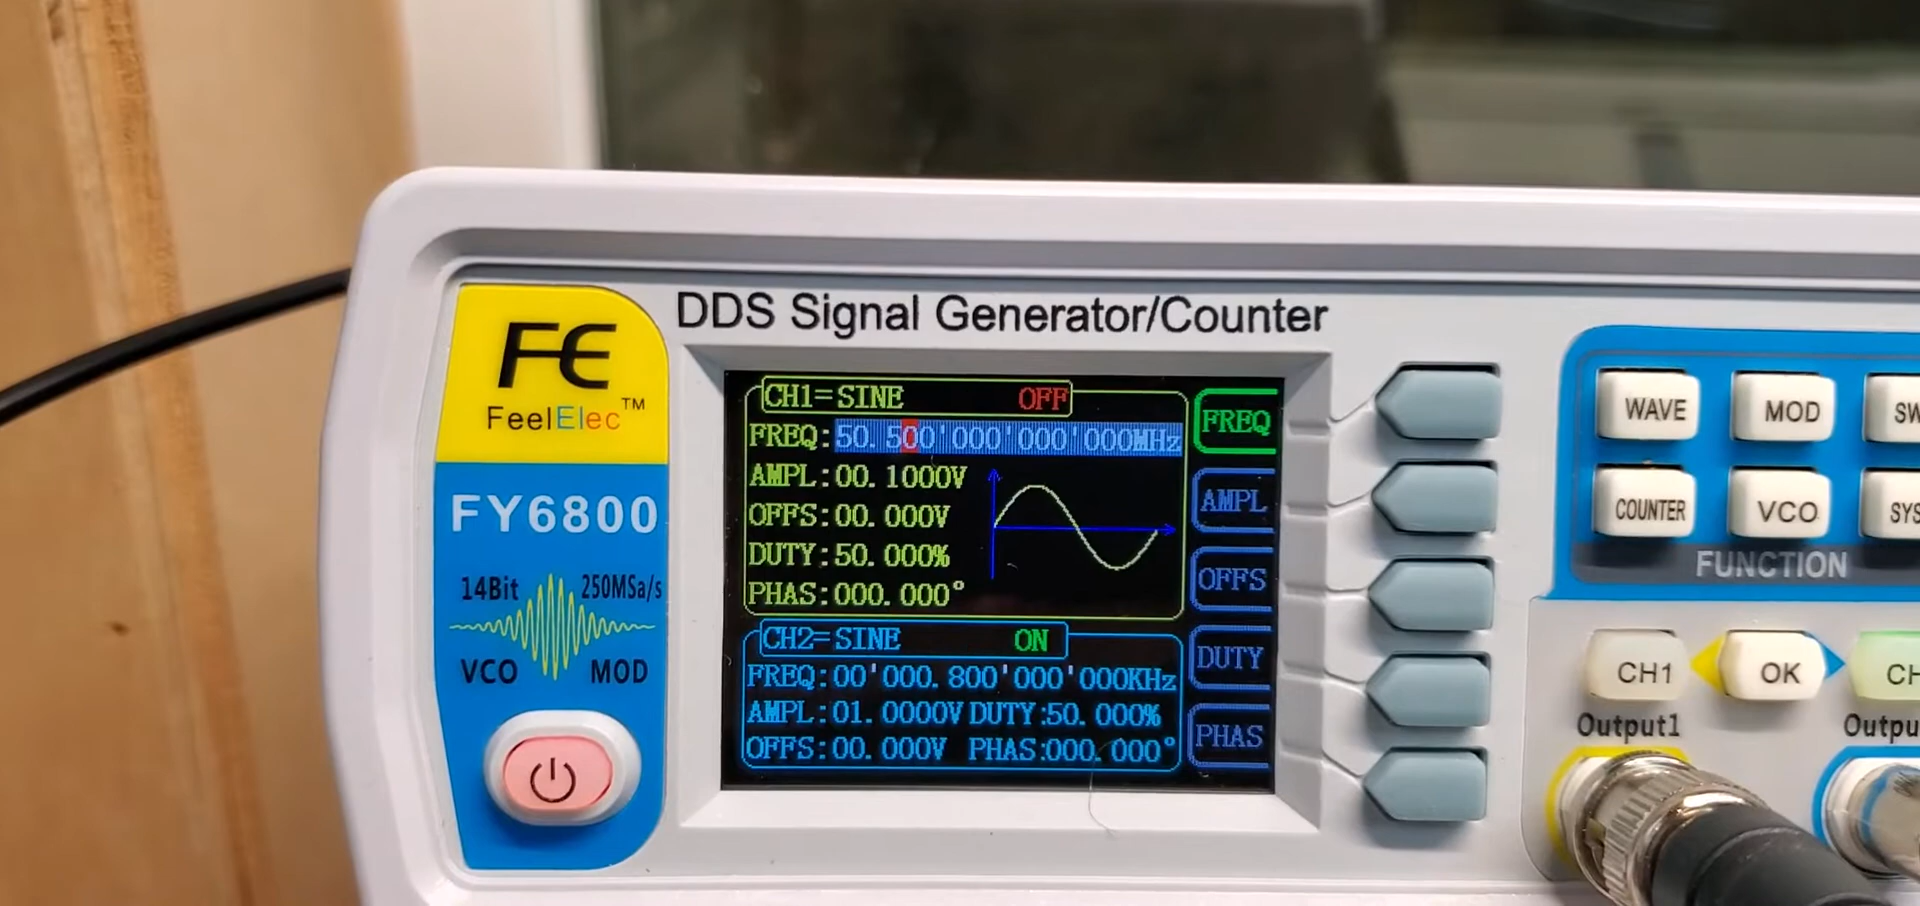 DDS Signal Generator/Counter
FE
FeelElec™
FY6800
14Bit 250MSa/s
VCO MOD
CH1=SINE OFF
FREQ:50.500'000'000'000MHz
AMPL:00.1000V
OFFS:00.000V
DUTY:50.000%
PHAS:000.000°
CH2=SINE ON
FREQ:00'000.800'000'000KHz
AMPL:01.0000V DUTY:50.000%
OFFS:00.000V PHAS:000.000°
FREQ
AMPL
OFFS
DUTY
PHAS
WAVE MOD SW
COUNTER VCO SYS
FUNCTION
CH1 OK CH
Output1 Outpu